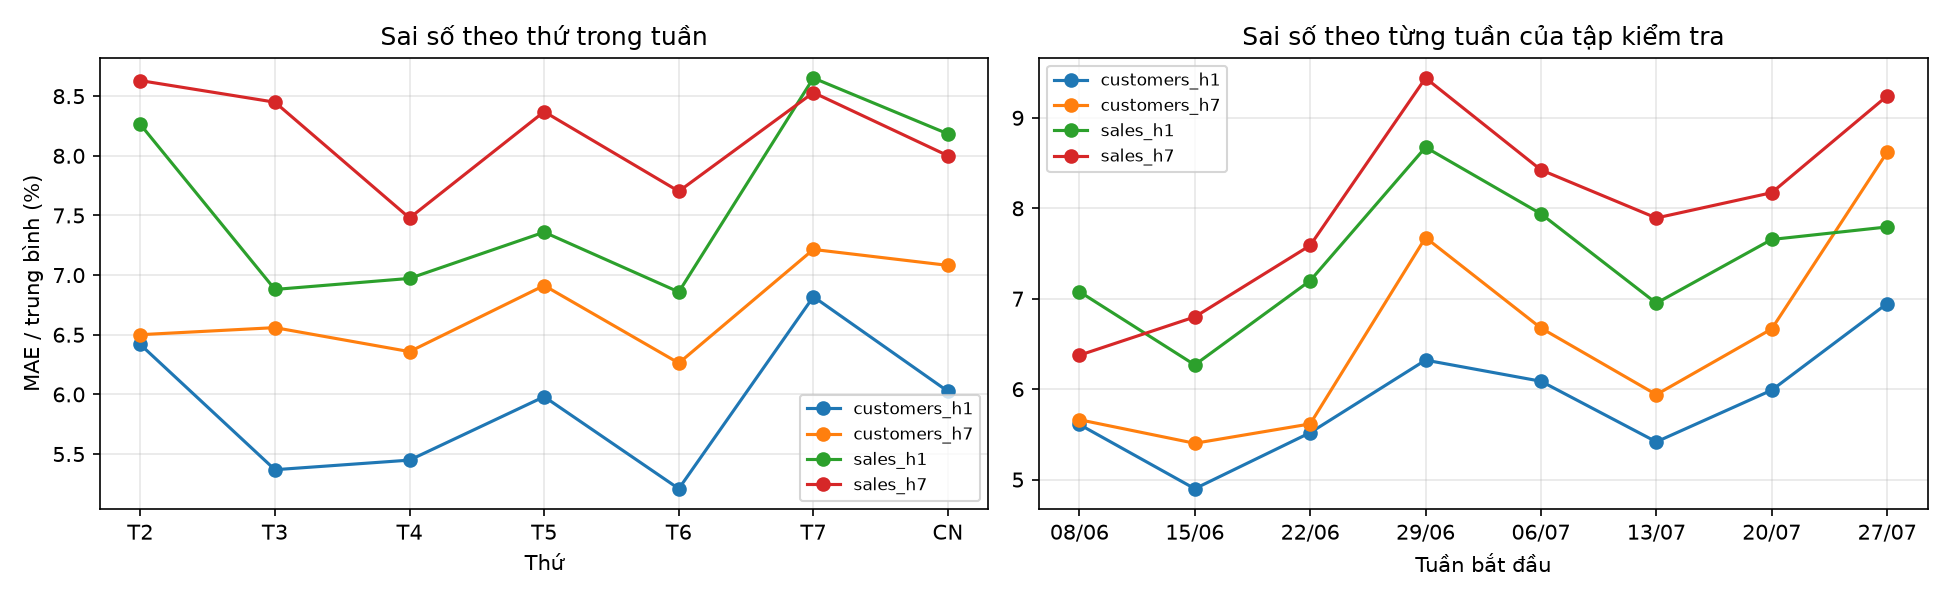 Sai số theo thứ trong tuần
MAE / trung bình (%)
8.5
8.0
7.5
7.0
6.5
6.0
5.5
customers_h1
customers_h7
sales_h1
sales_h7
T2 T3 T4 T5 T6 T7 CN
Thứ
Sai số theo từng tuần của tập kiểm tra
customers_h1
customers_h7
sales_h1
sales_h7
9
8
7
6
5
08/06 15/06 22/06 29/06 06/07 13/07 20/07 27/07
Tuần bắt đầu